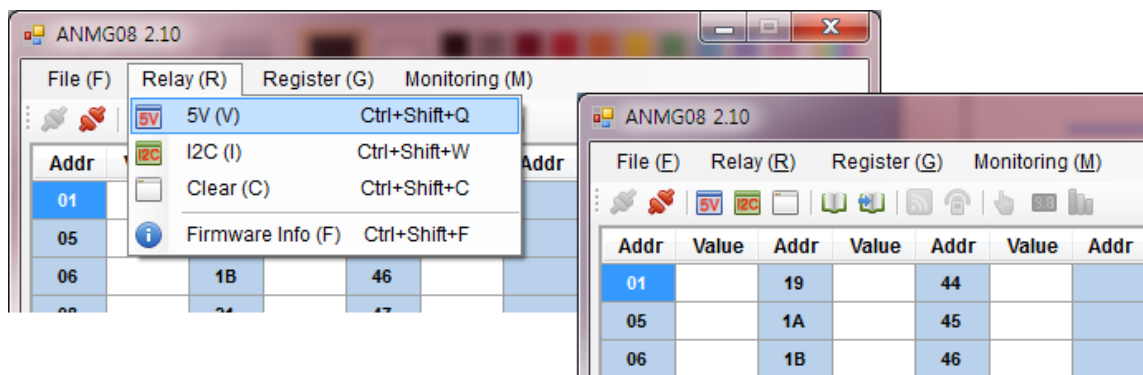 ANMG08 2.10
File (F) Relay (R) Register (G) Monitoring (M)
5V 5V (V) Ctrl+Shift+Q
I2C I2C (I) Ctrl+Shift+W
Clear (C) Ctrl+Shift+C
Firmware Info (F) Ctrl+Shift+F
Addr Addr
01
05
06 1B 46
ANMG08 2.10
File (F) Relay (R) Register (G) Monitoring (M)
5V I2C
Addr Value Addr Value Addr Value Addr
01 19 44
05 1A 45
06 1B 46